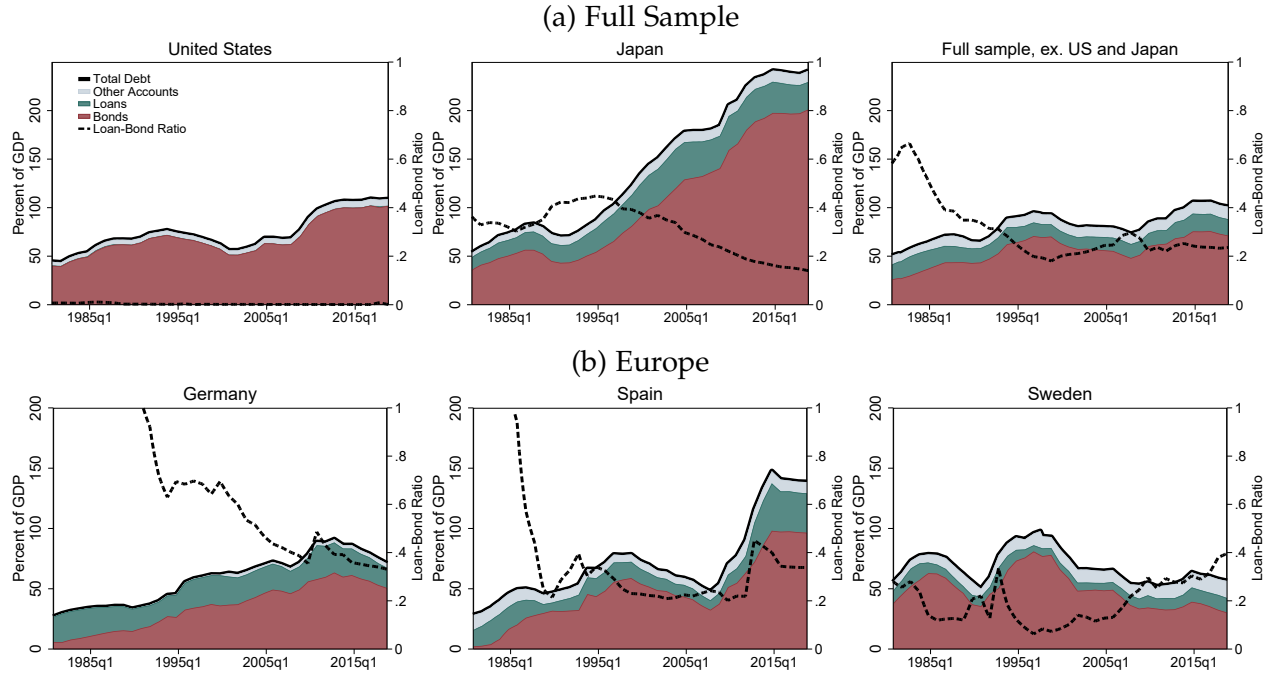 (a) Full Sample
United States
Japan
Full sample, ex. US and Japan
Total Debt
Other Accounts
Loans
Bonds
Loan-Bond Ratio
Percent of GDP
0 50 100 150 200
Loan-Bond Ratio
0 .2 .4 .6 .8 1
1985q1 1995q1 2005q1 2015q1
Percent of GDP
0 50 100 150 200
Loan-Bond Ratio
0 .2 .4 .6 .8 1
1985q1 1995q1 2005q1 2015q1
Percent of GDP
0 50 100 150 200
Loan-Bond Ratio
0 .2 .4 .6 .8 1
1985q1 1995q1 2005q1 2015q1
(b) Europe
Germany
Spain
Sweden
Percent of GDP
0 50 100 150 200
Loan-Bond Ratio
0 .2 .4 .6 .8 1
1985q1 1995q1 2005q1 2015q1
Percent of GDP
0 50 100 150 200
Loan-Bond Ratio
0 .2 .4 .6 .8 1
1985q1 1995q1 2005q1 2015q1
Percent of GDP
0 50 100 150 200
Loan-Bond Ratio
0 .2 .4 .6 .8 1
1985q1 1995q1 2005q1 2015q1